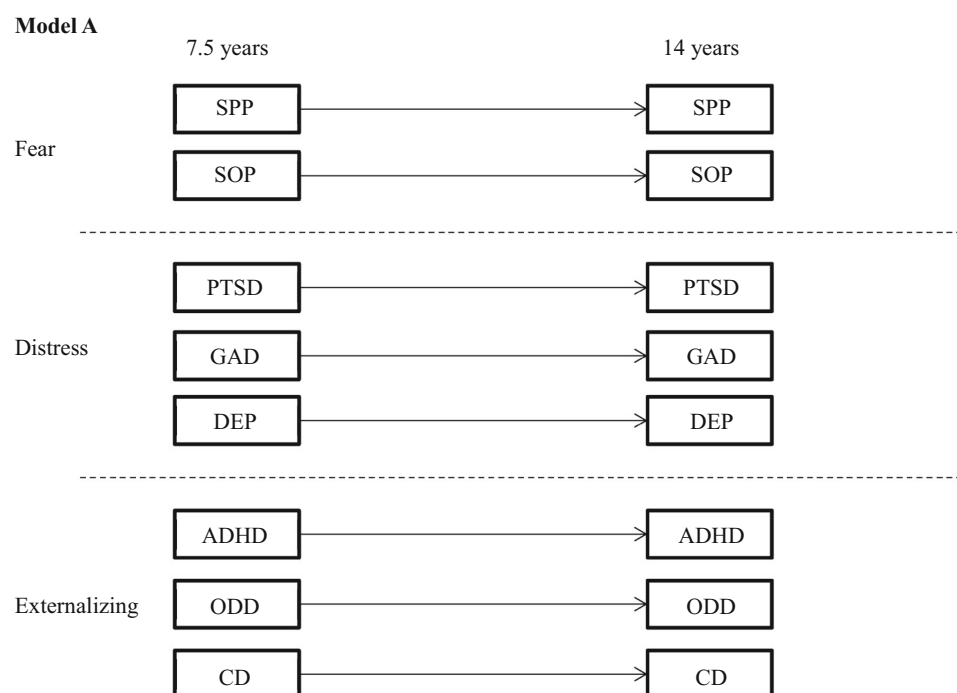 Model A
7.5 years 14 years
SPP SPP
Fear
SOP SOP
PTSD PTSD
Distress GAD GAD
DEP DEP
ADHD ADHD
Externalizing ODD ODD
CD CD